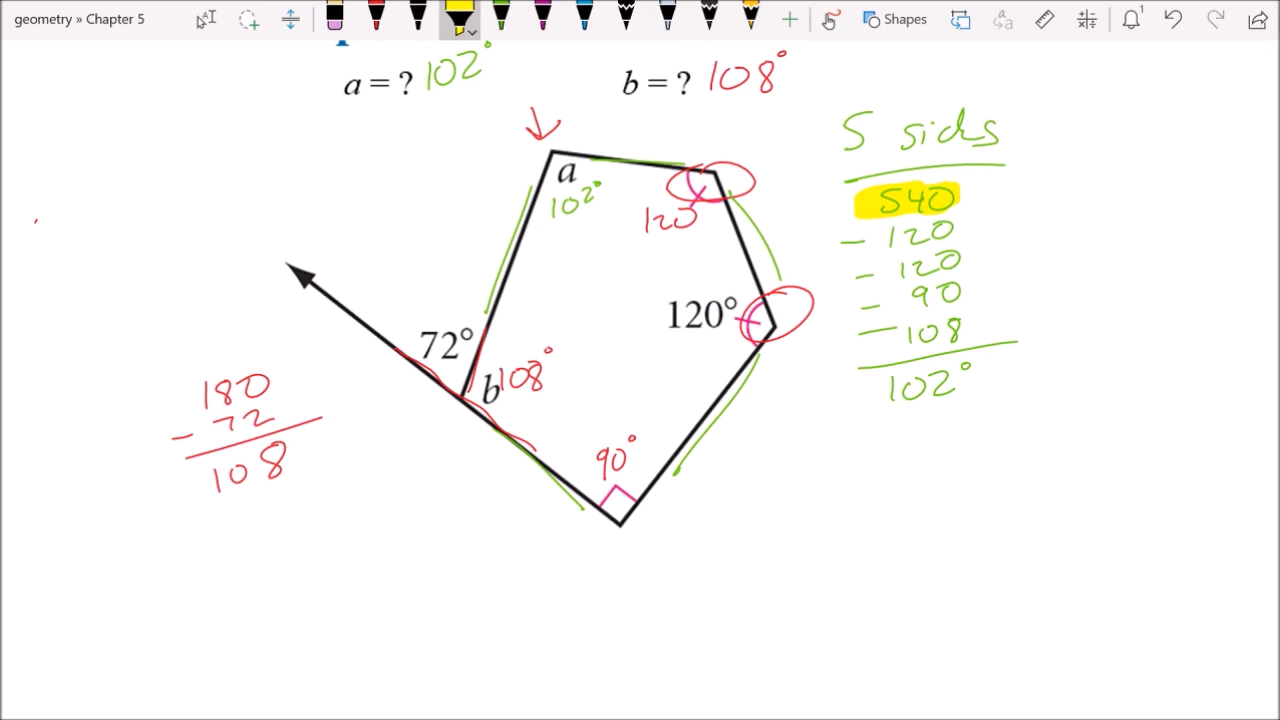 geometry » Chapter 5
Shapes
1
a = ? 102°
b = ? 108°
5 sides
a
102°
120
540
- 120
- 120
- 90
- 108
102°
120°
72°
b 108°
180
- 72
108
90°